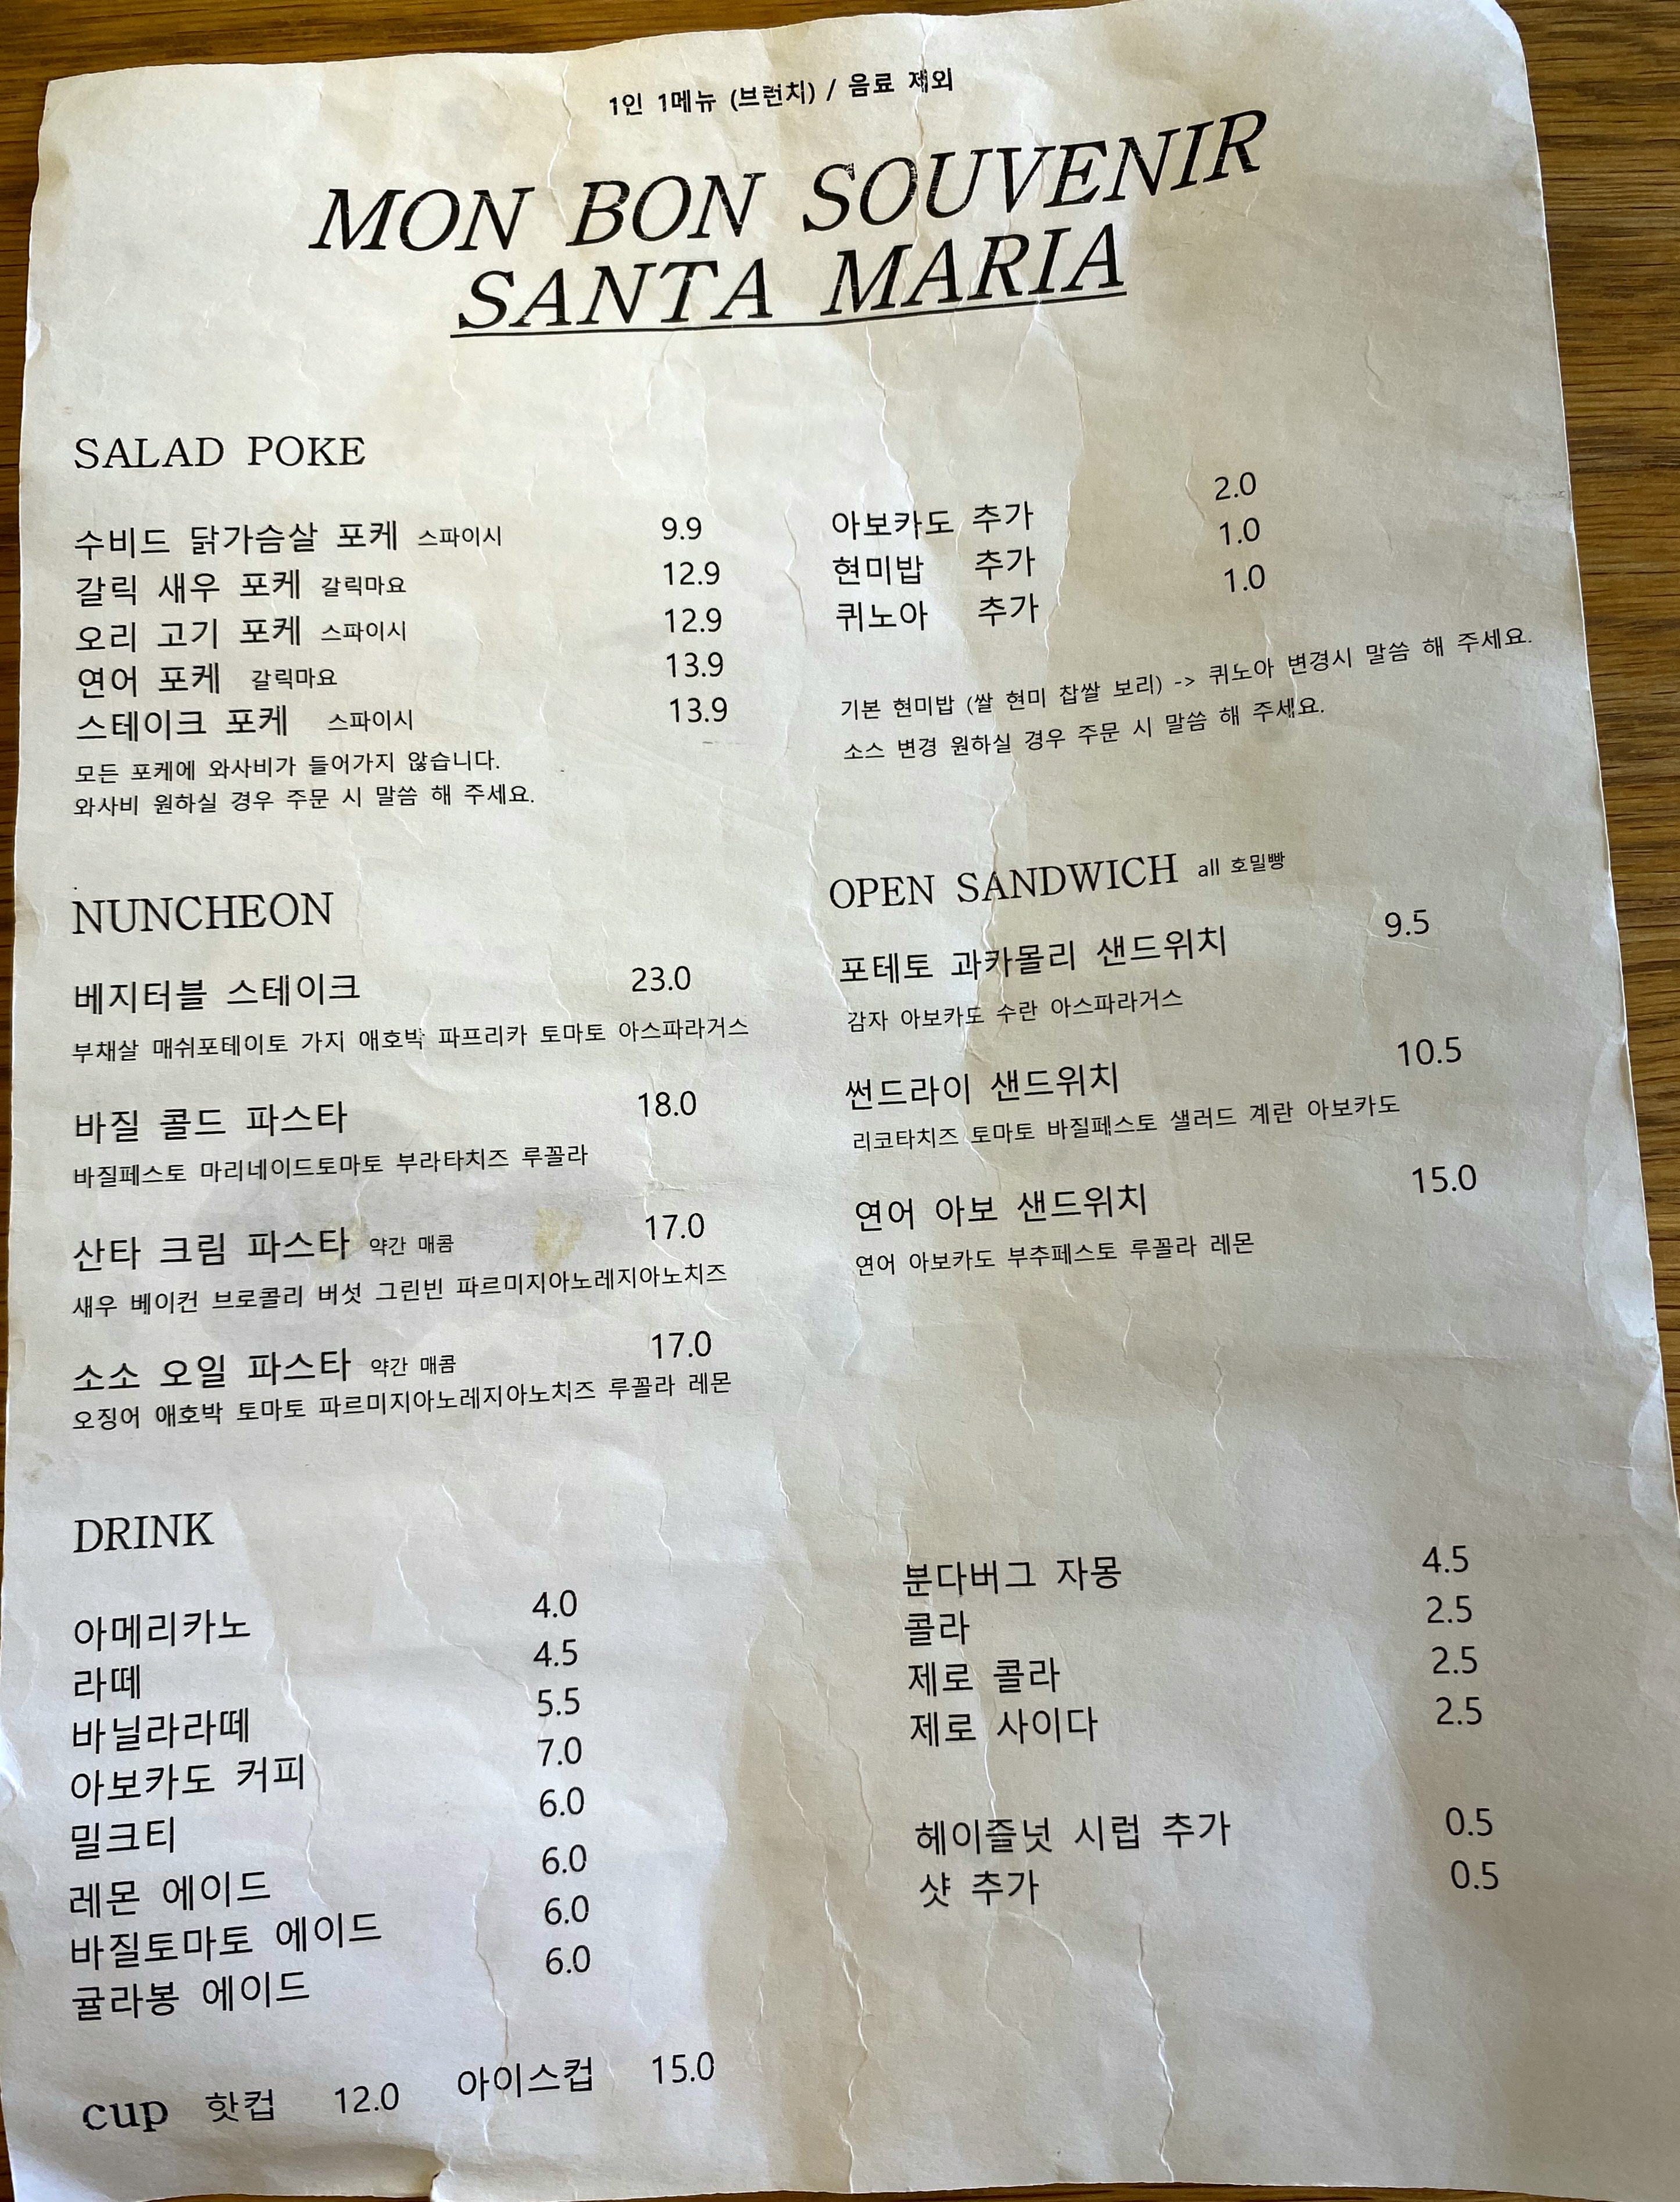 1인 1메뉴 (브런치) / 음료 제외
MON BON SOUVENIR
SANTA MARIA
SALAD POKE
수비드 닭가슴살 포케 스파이시 9.9
갈릭 새우 포케 갈릭마요 12.9
오리 고기 포케 스파이시 12.9
연어 포케 갈릭마요 13.9
스테이크 포케 스파이시 13.9
모든 포케에 와사비가 들어가지 않습니다.
와사비 원하실 경우 주문 시 말씀 해 주세요.
아보카도 추가 2.0
현미밥 추가 1.0
퀴노아 추가 1.0
기본 현미밥 (쌀 현미 찹쌀 보리) -> 퀴노아 변경시 말씀 해 주세요.
소스 변경 원하실 경우 주문 시 말씀 해 주세요.
NUNCHEON
베지터블 스테이크 23.0
부채살 매쉬포테이토 가지 애호박 파프리카 토마토 아스파라거스
바질 콜드 파스타 18.0
바질페스토 마리네이드토마토 부라타치즈 루꼴라
산타 크림 파스타 약간 매콤 17.0
새우 베이컨 브로콜리 버섯 그린빈 파르미지아노레지아노치즈
소소 오일 파스타 약간 매콤 17.0
오징어 애호박 토마토 파르미지아노레지아노치즈 루꼴라 레몬
OPEN SANDWICH all 호밀빵
포테토 과카몰리 샌드위치 9.5
감자 아보카도 수란 아스파라거스
썬드라이 샌드위치 10.5
리코타치즈 토마토 바질페스토 샐러드 계란 아보카도
연어 아보 샌드위치 15.0
연어 아보카도 부추페스토 루꼴라 레몬
DRINK
아메리카노 4.0
라떼 4.5
바닐라라떼 5.5
아보카도 커피 7.0
밀크티 6.0
레몬 에이드 6.0
바질토마토 에이드 6.0
귤라봉 에이드 6.0
분다버그 자몽 4.5
콜라 2.5
제로 콜라 2.5
제로 사이다 2.5
헤이즐넛 시럽 추가 0.5
샷 추가 0.5
cup 핫컵 12.0 아이스컵 15.0